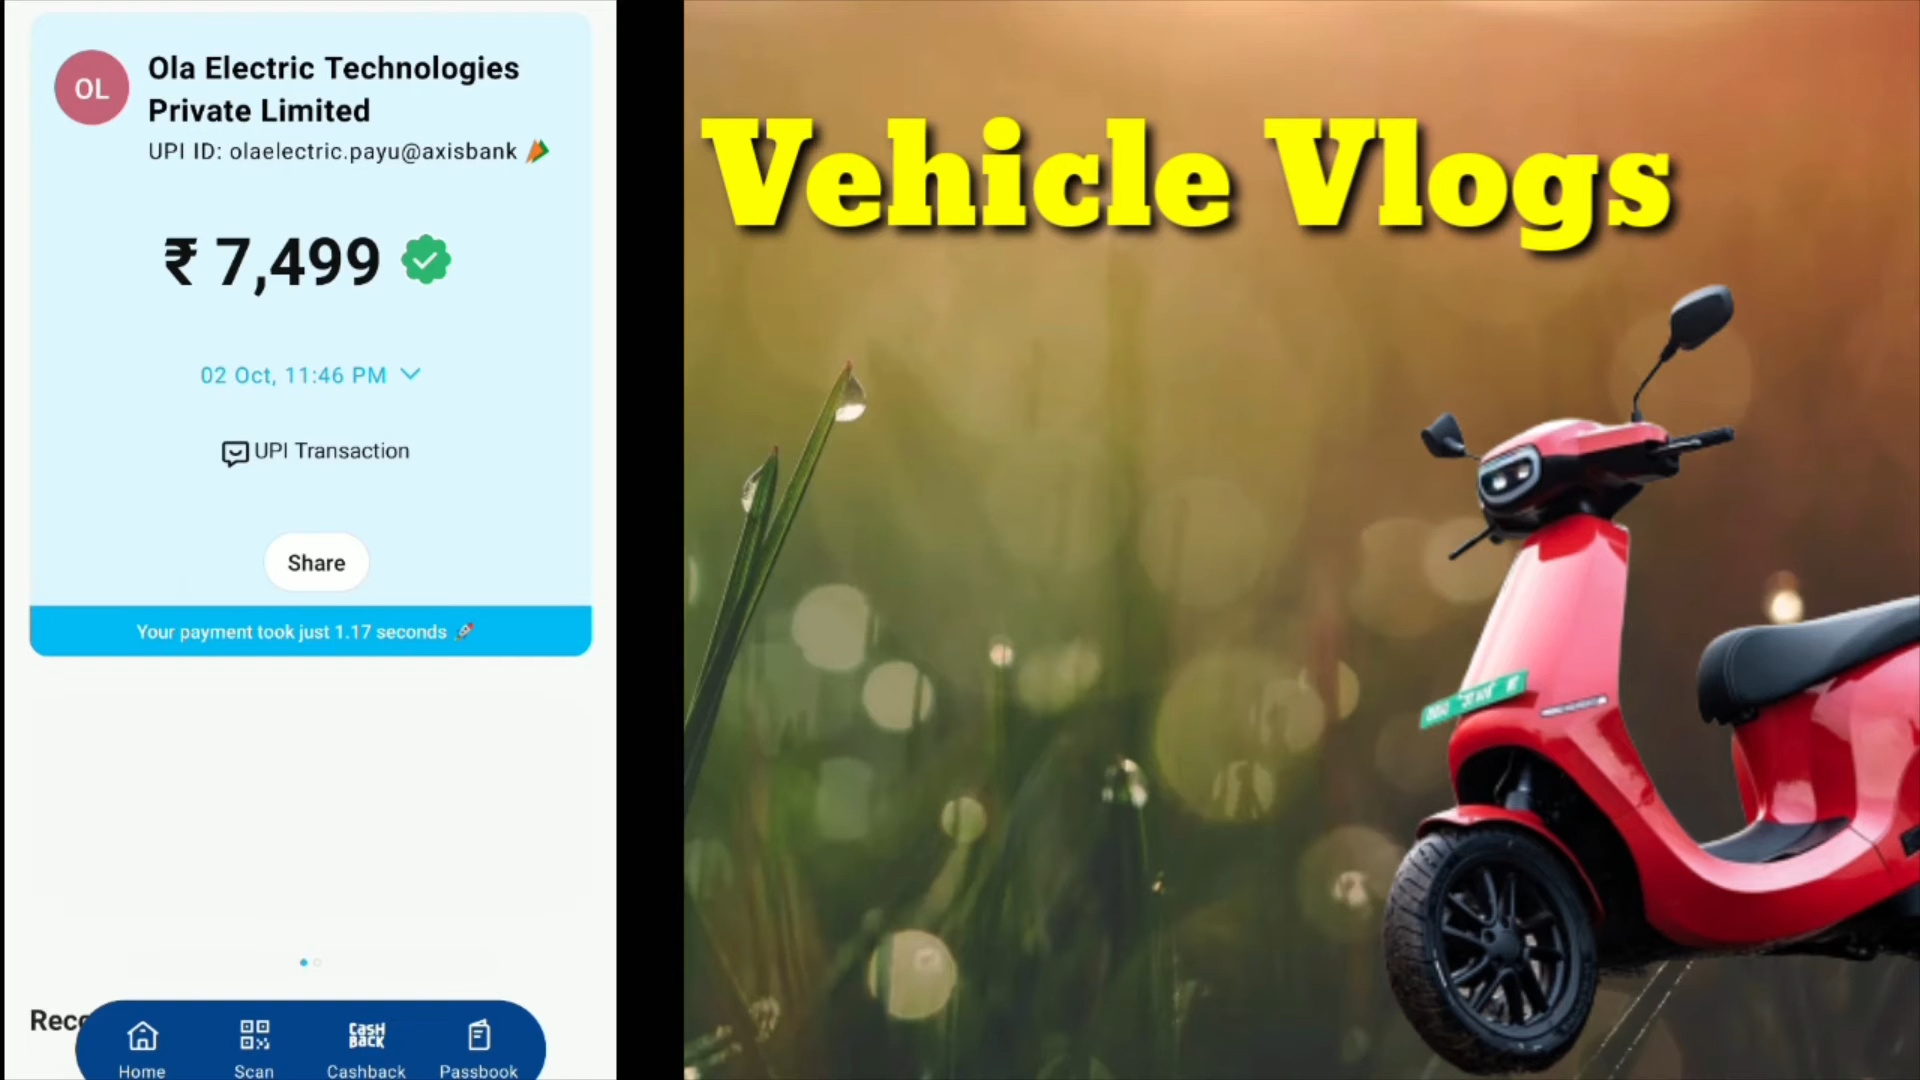 OL
Ola Electric Technologies
Private Limited
UPI ID: olaelectric.payu@axisbank
₹ 7,499
02 Oct, 11:46 PM
UPI Transaction
Share
Your payment took just 1.17 seconds 🚀
Home
Scan
CASH
BACK
Cashback
Passbook
Vehicle Vlogs